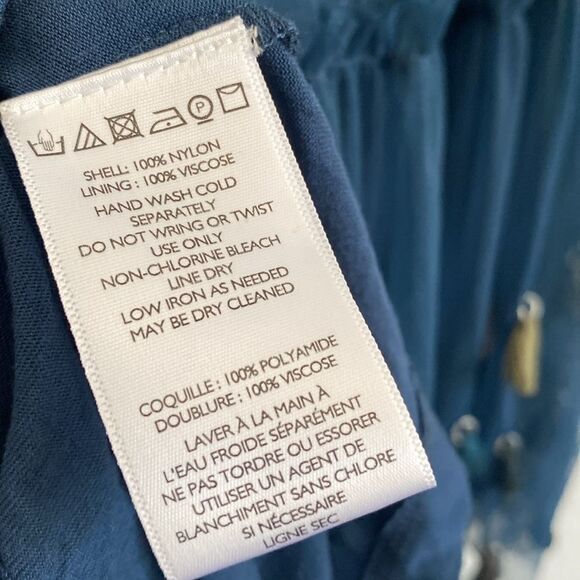 SHELL: 100% NYLON
LINING : 100% VISCOSE
HAND WASH COLD
SEPARATELY
DO NOT WRING OR TWIST
USE ONLY
NON-CHLORINE BLEACH
LINE DRY
LOW IRON AS NEEDED
MAY BE DRY CLEANED
COQUILLE : 100% POLYAMIDE
DOUBLURE : 100% VISCOSE
LAVER À LA MAIN À
L'EAU FROIDE SÉPARÉMENT
NE PAS TORDRE OU ESSORER
UTILISER UN AGENT DE
BLANCHIMENT SANS CHLORE
SI NÉCESSAIRE
LIGNE SEC